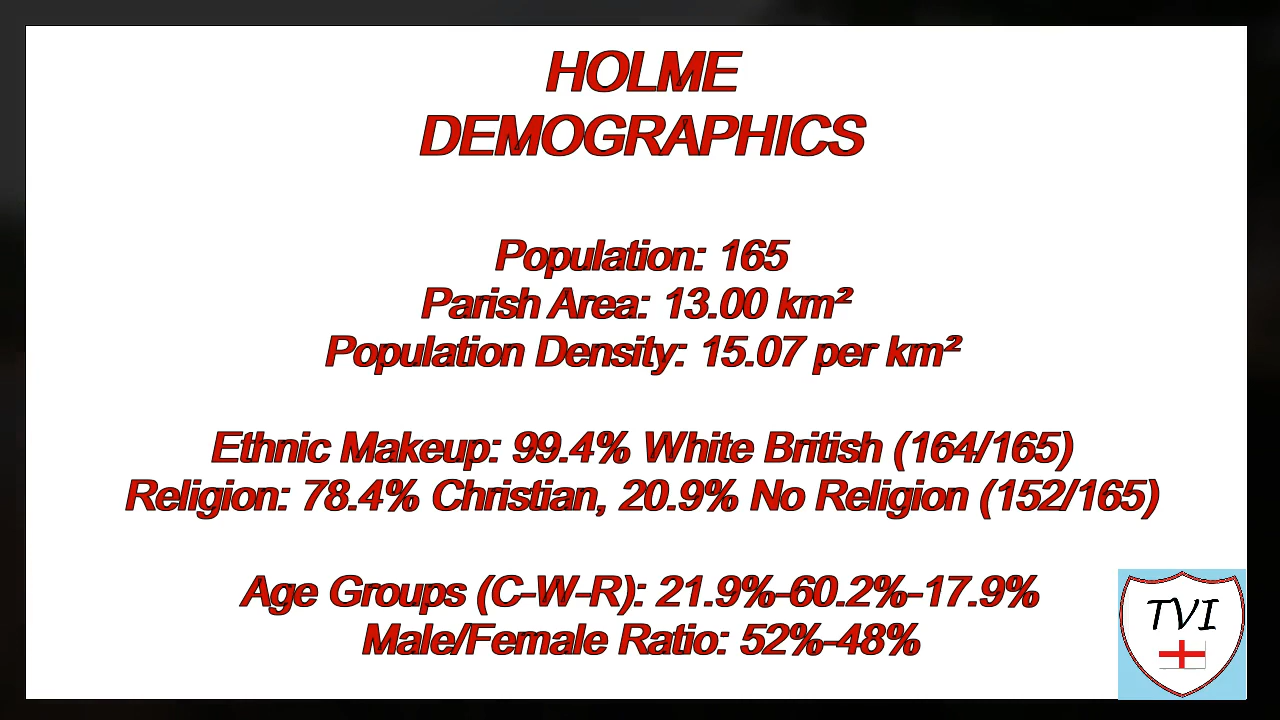 HOLME
DEMOGRAPHICS
Population: 165
Parish Area: 13.00 km²
Population Density: 15.07 per km²
Ethnic Makeup: 99.4% White British (164/165)
Religion: 78.4% Christian, 20.9% No Religion (152/165)
Age Groups (C-W-R): 21.9%-60.2%-17.9%
Male/Female Ratio: 52%-48%
TVI